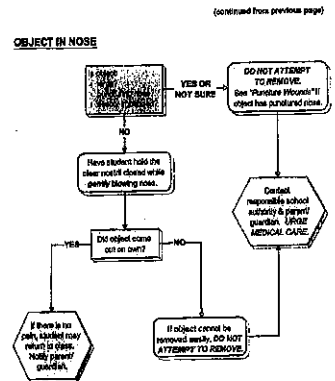 (continued from previous page)
OBJECT IN NOSE
Is object:
YES OR
NOT SURE
DO NOT ATTEMPT
TO REMOVE.
See "Puncture Wounds" if
object has punctured nose.
NO
Have student hold the
clear nostril closed while
gently blowing nose.
Contact
responsible school
authority & parent/
guardian. URGE
MEDICAL CARE.
Did object come
out on own?
YES
NO
If there is no
pain, student may
return to class.
Notify parent/
guardian.
If object cannot be
removed easily, DO NOT
ATTEMPT TO REMOVE.